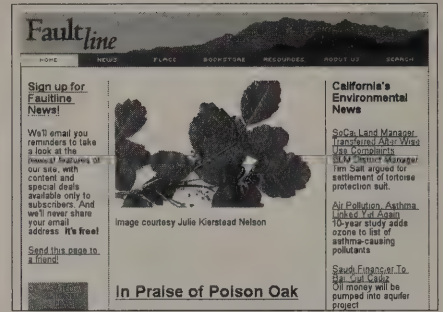 Faultline
HOME NEWS PLACE BOOKSTORE RESOURCES ABOUT US SEARCH
Sign up for
Faultline
News!
We'll email you
reminders to take
a look at the
features of
our site, with
content and
special deals
available only to
subscribers. And
we'll never share
your email
address. It's free!
Send this page to
a friend!
Image courtesy Julie Kierstead Nelson
In Praise of Poison Oak
California's
Environmental
News
SoCal Land Manager
Transferred After Wise
Use Complaints
BLM District Manager
Tim Salt argued for
settlement of tortoise
protection suit.
Air Pollution, Asthma
Linked Yet Again
10-year study adds
ozone to list of
asthma-causing
pollutants
Saudi Financier To
Bail Out Cadiz
Oil money will be
pumped into aquifer
project